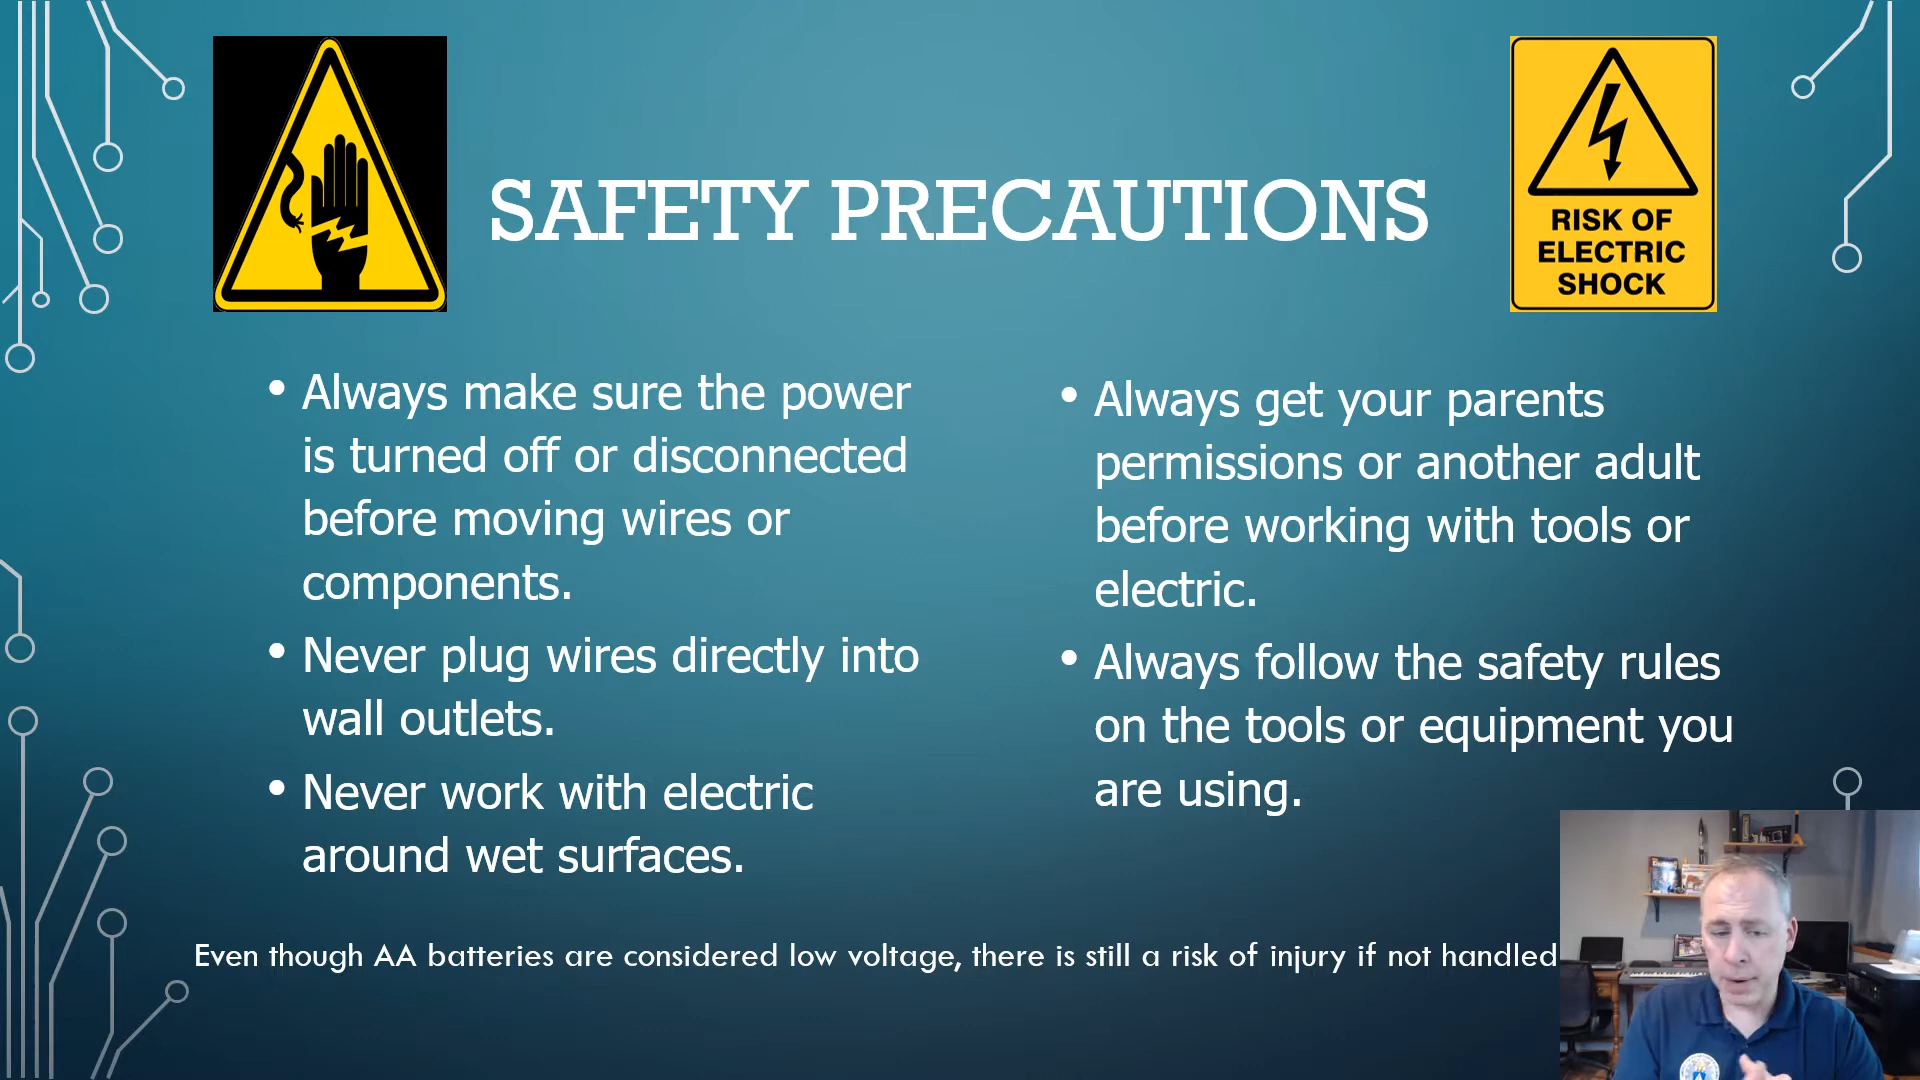 SAFETY PRECAUTIONS
RISK OF
ELECTRIC
SHOCK
• Always make sure the power
is turned off or disconnected
before moving wires or
components.
• Never plug wires directly into
wall outlets.
• Never work with electric
around wet surfaces.
• Always get your parents
permissions or another adult
before working with tools or
electric.
• Always follow the safety rules
on the tools or equipment you
are using.
Even though AA batteries are considered low voltage, there is still a risk of injury if not handled